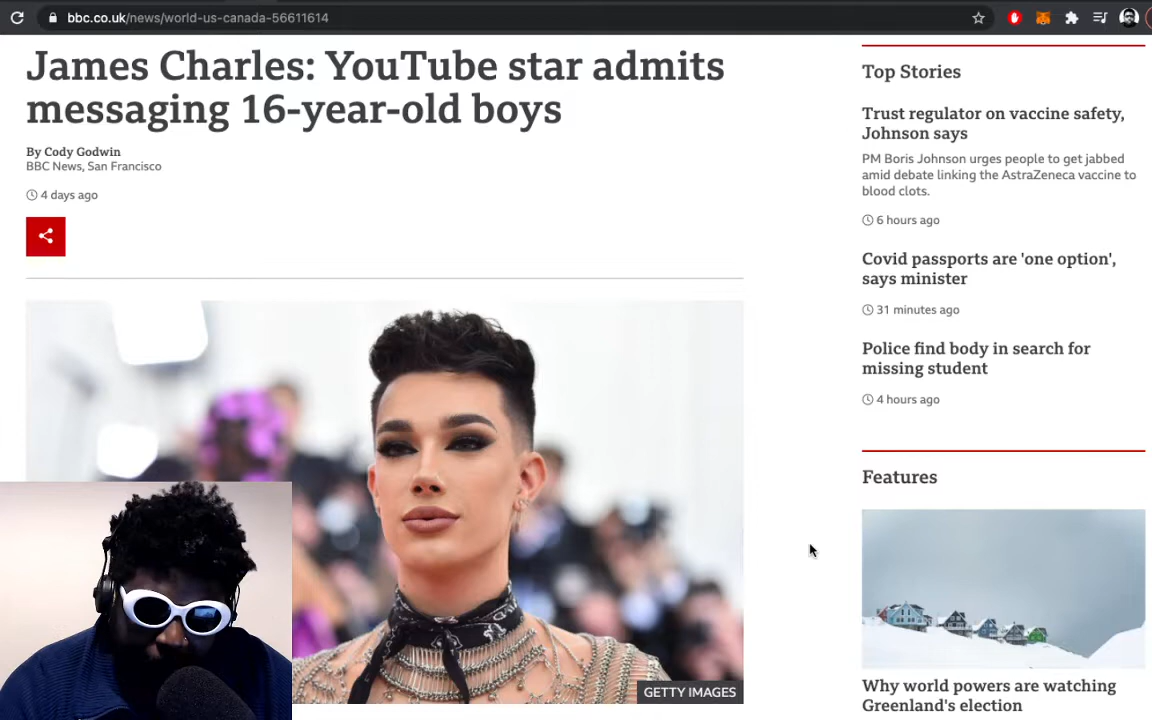 bbc.co.uk/news/world-us-canada-56611614
James Charles: YouTube star admits
messaging 16-year-old boys
By Cody Godwin
BBC News, San Francisco
4 days ago
GETTY IMAGES
Top Stories
Trust regulator on vaccine safety,
Johnson says
PM Boris Johnson urges people to get jabbed
amid debate linking the AstraZeneca vaccine to
blood clots.
6 hours ago
Covid passports are 'one option',
says minister
31 minutes ago
Police find body in search for
missing student
4 hours ago
Features
Why world powers are watching
Greenland's election